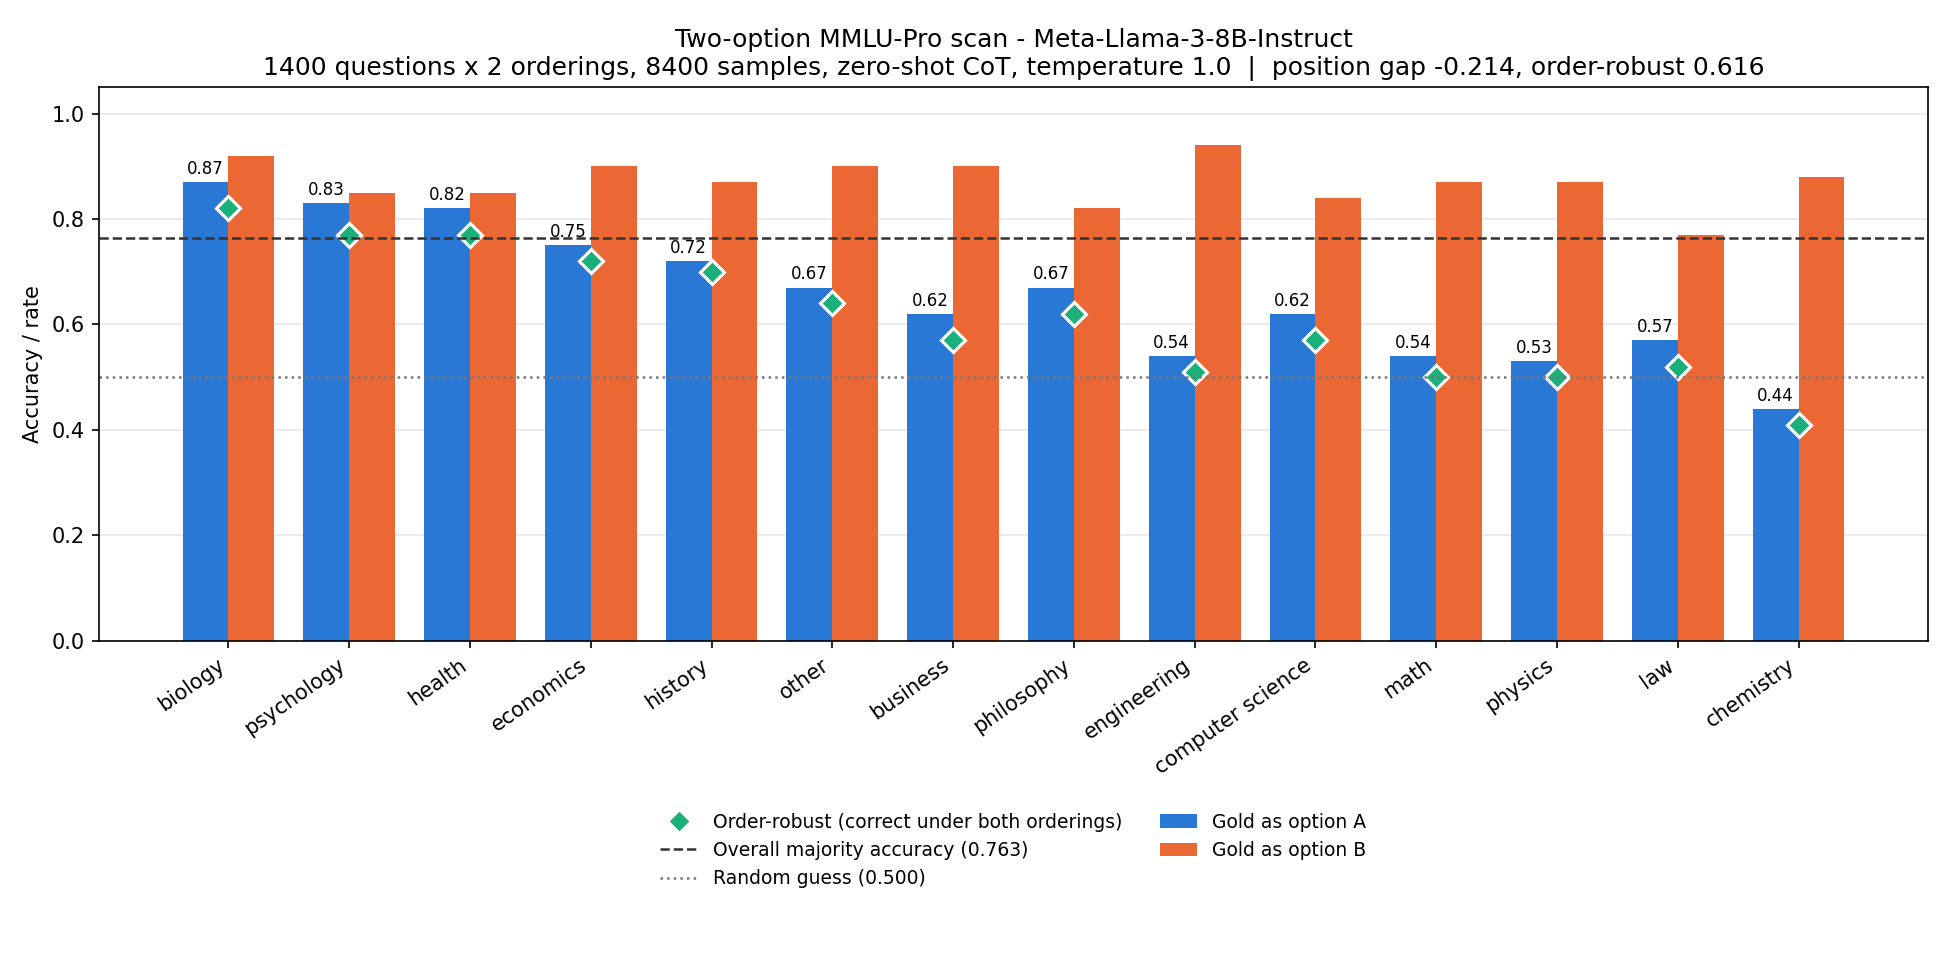 Two-option MMLU-Pro scan - Meta-Llama-3-8B-Instruct
1400 questions x 2 orderings, 8400 samples, zero-shot CoT, temperature 1.0 | position gap -0.214, order-robust 0.616
Accuracy / rate
1.0
0.8
0.6
0.4
0.2
0.0
0.87
0.83
0.82
0.75
0.72
0.67
0.62
0.67
0.54
0.62
0.54
0.53
0.57
0.44
biology
psychology
health
economics
history
other
business
philosophy
engineering
computer science
math
physics
law
chemistry
Order-robust (correct under both orderings)
Overall majority accuracy (0.763)
Random guess (0.500)
Gold as option A
Gold as option B